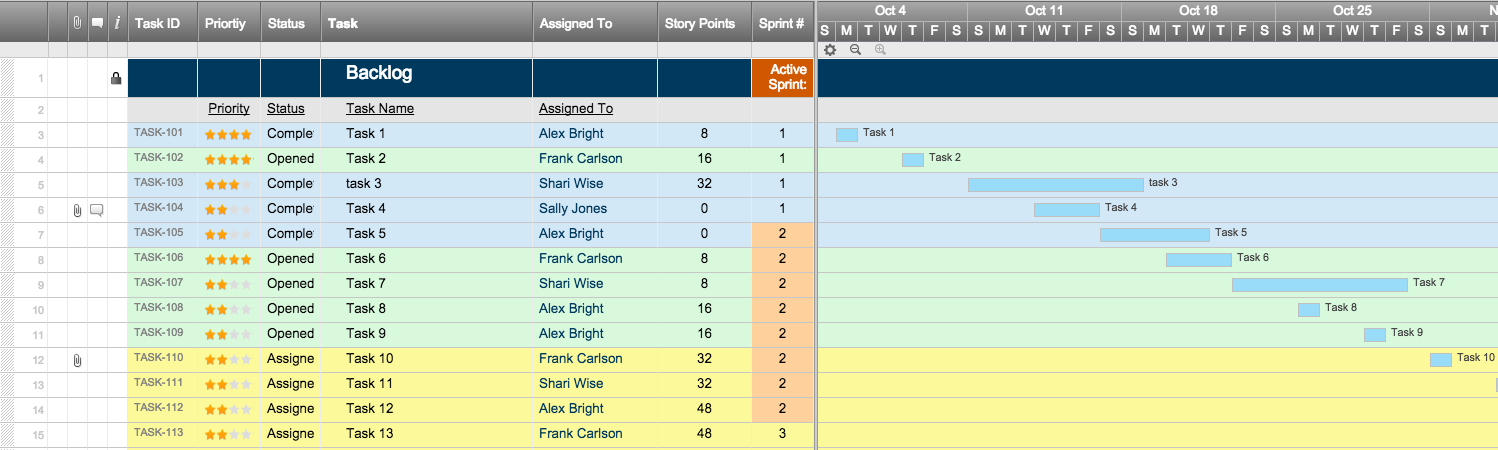 Oct 4 Oct 11 Oct 18 Oct 25 N
i Task ID Priortiy Status Task Assigned To Story Points Sprint #
S M T W T F S S M T W T F S S M T W T F S S M T W T F S S M T
1 Backlog Active
Sprint:
2 Priority Status Task Name Assigned To
3 TASK-101 Comple Task 1 Alex Bright 8 1 Task 1
4 TASK-102 Opened Task 2 Frank Carlson 16 1 Task 2
5 TASK-103 Comple task 3 Shari Wise 32 1 task 3
6 TASK-104 Comple Task 4 Sally Jones 0 1 Task 4
7 TASK-105 Comple Task 5 Alex Bright 0 2 Task 5
8 TASK-106 Opened Task 6 Frank Carlson 8 2 Task 6
9 TASK-107 Opened Task 7 Shari Wise 8 2 Task 7
10 TASK-108 Opened Task 8 Alex Bright 16 2 Task 8
11 TASK-109 Opened Task 9 Alex Bright 16 2 Task 9
12 TASK-110 Assigne Task 10 Frank Carlson 32 2 Task 10
13 TASK-111 Assigne Task 11 Shari Wise 32 2
14 TASK-112 Assigne Task 12 Alex Bright 48 2
15 TASK-113 Assigne Task 13 Frank Carlson 48 3